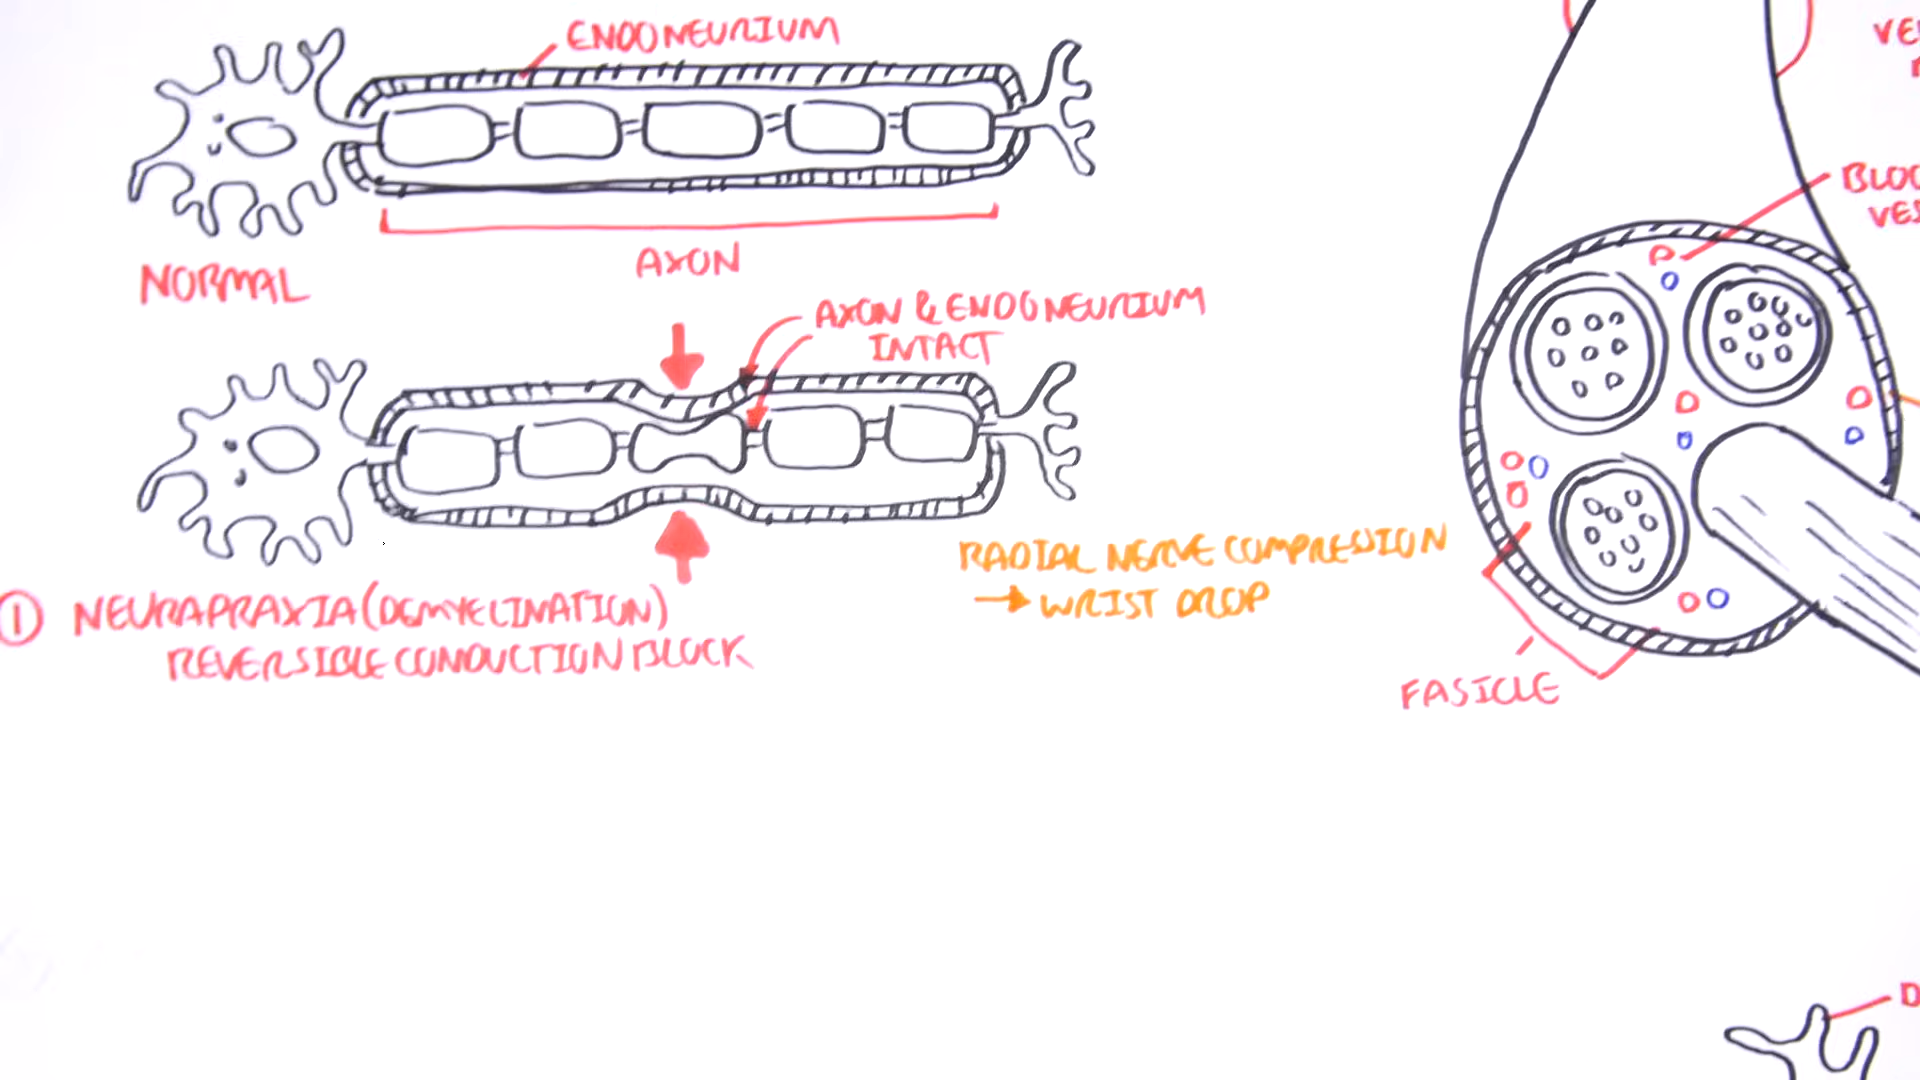 ENDONEURIUM
AXON
NORMAL
AXON & ENDONEURIUM
INTACT
RADIAL NERVE COMPRESSION
→ WRIST DROP
① NEURAPRAXIA (DEMYELINATION)
REVERSIBLE CONDUCTION BLOCK
FASICLE